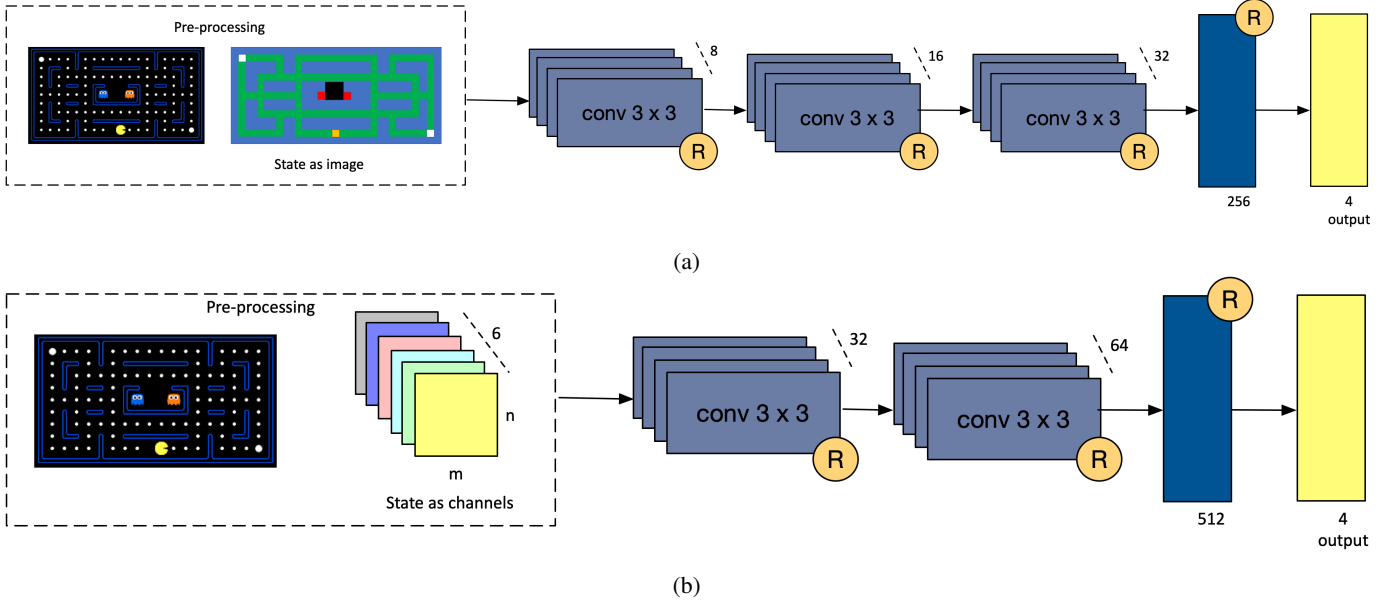 Pre-processing
State as image
8
conv 3 x 3
R
16
conv 3 x 3
R
32
conv 3 x 3
R
R
256
4
output
(a)
Pre-processing
6
n
m
State as channels
32
conv 3 x 3
R
64
conv 3 x 3
R
R
512
4
output
(b)